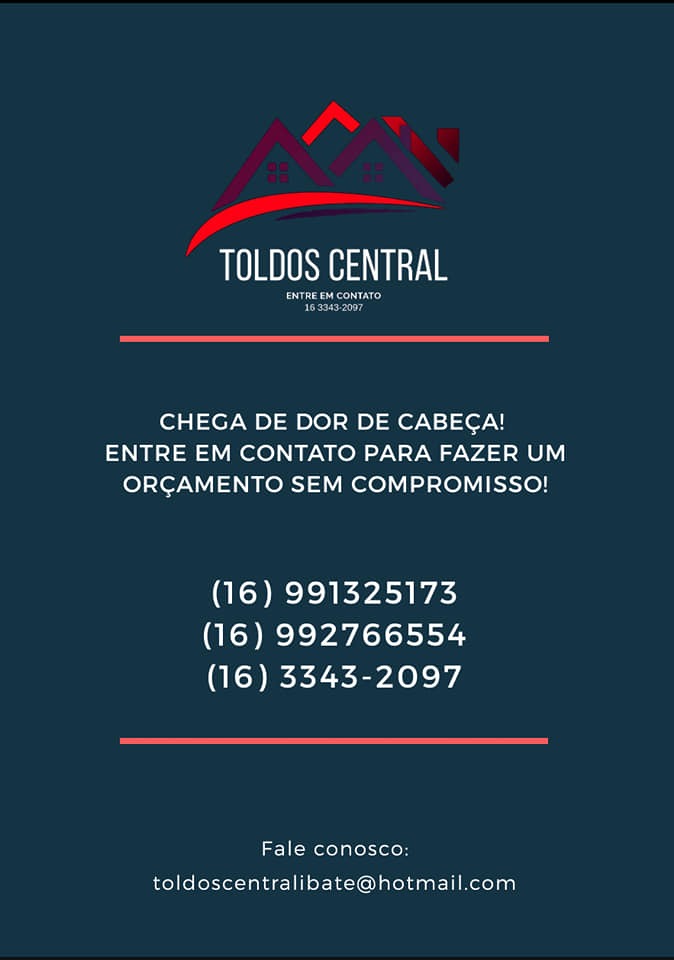 TOLDOS CENTRAL
ENTRE EM CONTATO
16 3343-2097
CHEGA DE DOR DE CABEÇA!
ENTRE EM CONTATO PARA FAZER UM
ORÇAMENTO SEM COMPROMISSO!
(16) 991325173
(16) 992766554
(16) 3343-2097
Fale conosco:
toldoscentralibate@hotmail.com